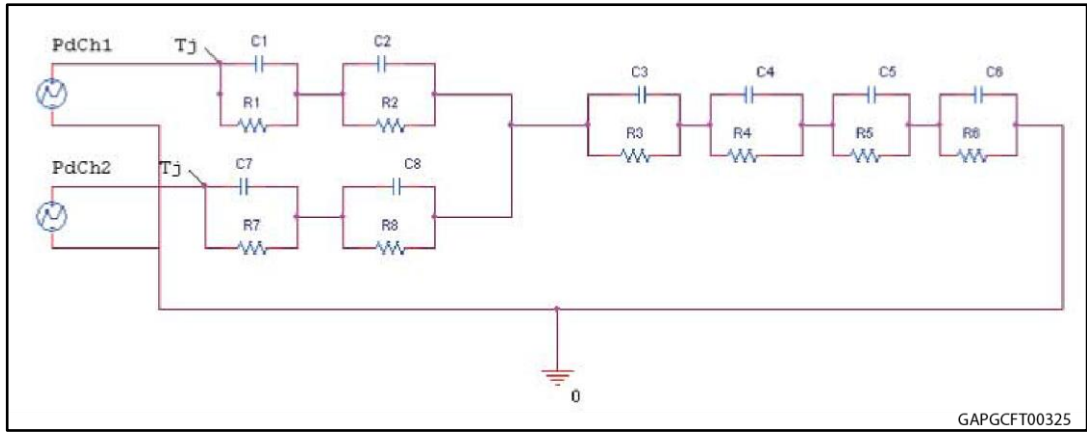 PdCh1
Tj
C1
C2
R1
R2
C3
C4
C5
C6
R3
R4
R5
R6
PdCh2
Tj
C7
C8
R7
R8
0
GAPGCFT00325